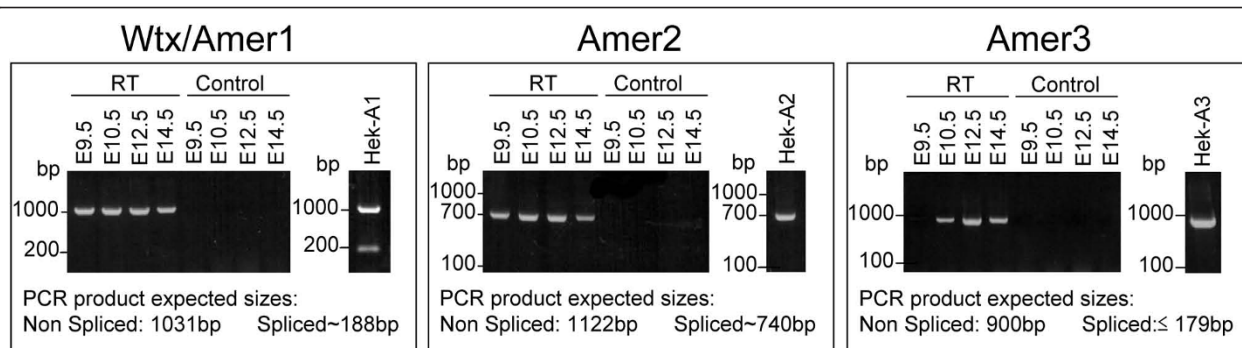 Wtx/Amer1
RT Control
E9.5 E10.5 E12.5 E14.5 E9.5 E10.5 E12.5 E14.5
Hek-A1
bp
1000
200
bp
1000
200
PCR product expected sizes:
Non Spliced: 1031bp Spliced~188bp
Amer2
RT Control
E9.5 E10.5 E12.5 E14.5 E9.5 E10.5 E12.5 E14.5
Hek-A2
bp
1000
700
100
bp
1000
700
100
PCR product expected sizes:
Non Spliced: 1122bp Spliced~740bp
Amer3
RT Control
E9.5 E10.5 E12.5 E14.5 E9.5 E10.5 E12.5 E14.5
Hek-A3
bp
1000
100
bp
1000
100
PCR product expected sizes:
Non Spliced: 900bp Spliced:≤ 179bp